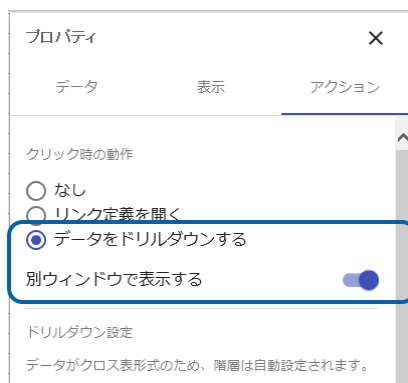 プロパティ
データ 表示 アクション
クリック時の動作
なし
リンク定義を開く
データをドリルダウンする
別ウィンドウで表示する
ドリルダウン設定
データがクロス表形式のため、階層は自動設定されます。